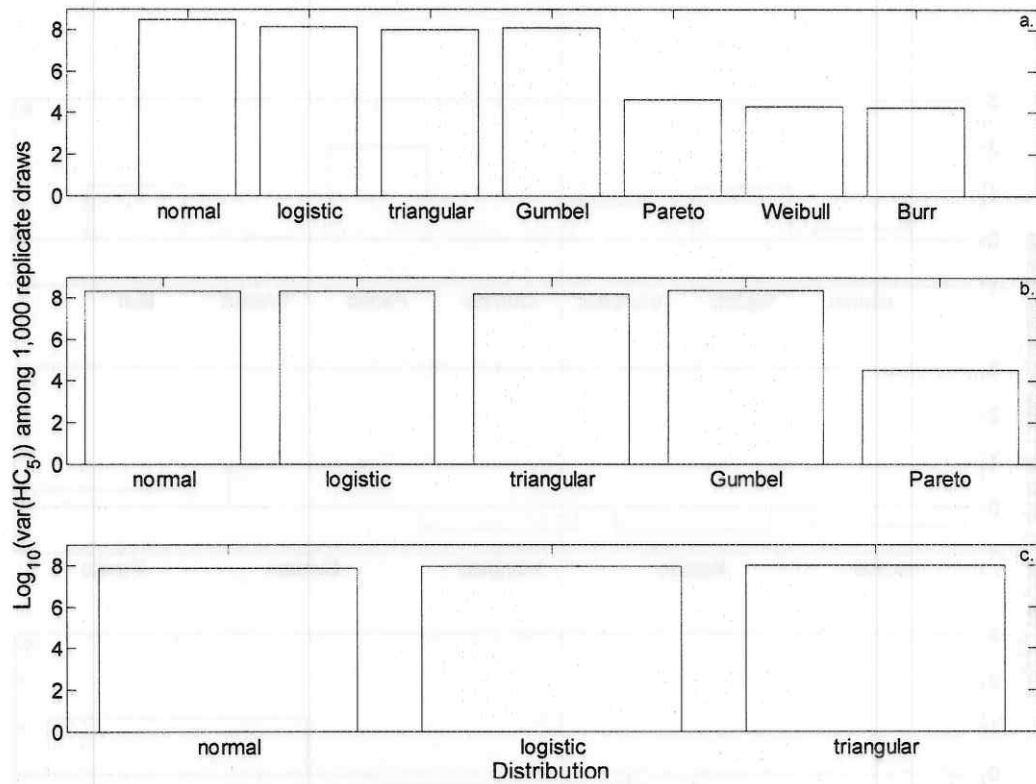 Log10(var(HC5)) among 1,000 replicate draws
a.
8
6
4
2
0
normal logistic triangular Gumbel Pareto Weibull Burr
b.
8
6
4
2
0
normal logistic triangular Gumbel Pareto
c.
8
6
4
2
0
normal logistic triangular
Distribution